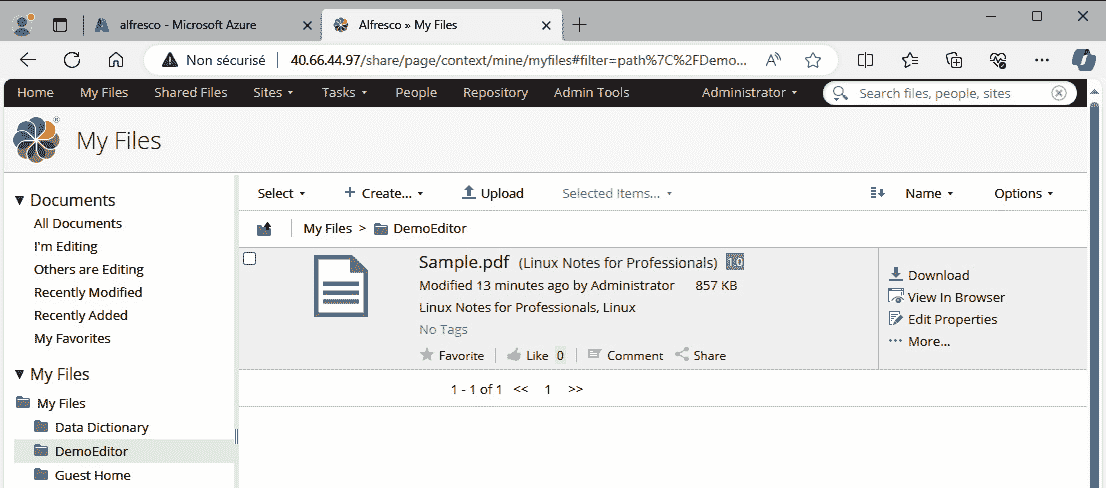 alfresco - Microsoft Azure
Alfresco » My Files
Non sécurisé 40.66.44.97/share/page/context/mine/myfiles#filter=path%7C%2FDemo...
Home My Files Shared Files Sites Tasks People Repository Admin Tools Administrator Search files, people, sites
My Files
Documents
All Documents
I'm Editing
Others are Editing
Recently Modified
Recently Added
My Favorites
My Files
My Files
Data Dictionary
DemoEditor
Guest Home
Select Create... Upload Selected Items... Name Options
My Files > DemoEditor
Sample.pdf (Linux Notes for Professionals) 1.0
Modified 13 minutes ago by Administrator 857 KB
Linux Notes for Professionals, Linux
No Tags
Favorite Like 0 Comment Share
Download
View In Browser
Edit Properties
More...
1 - 1 of 1 << 1 >>